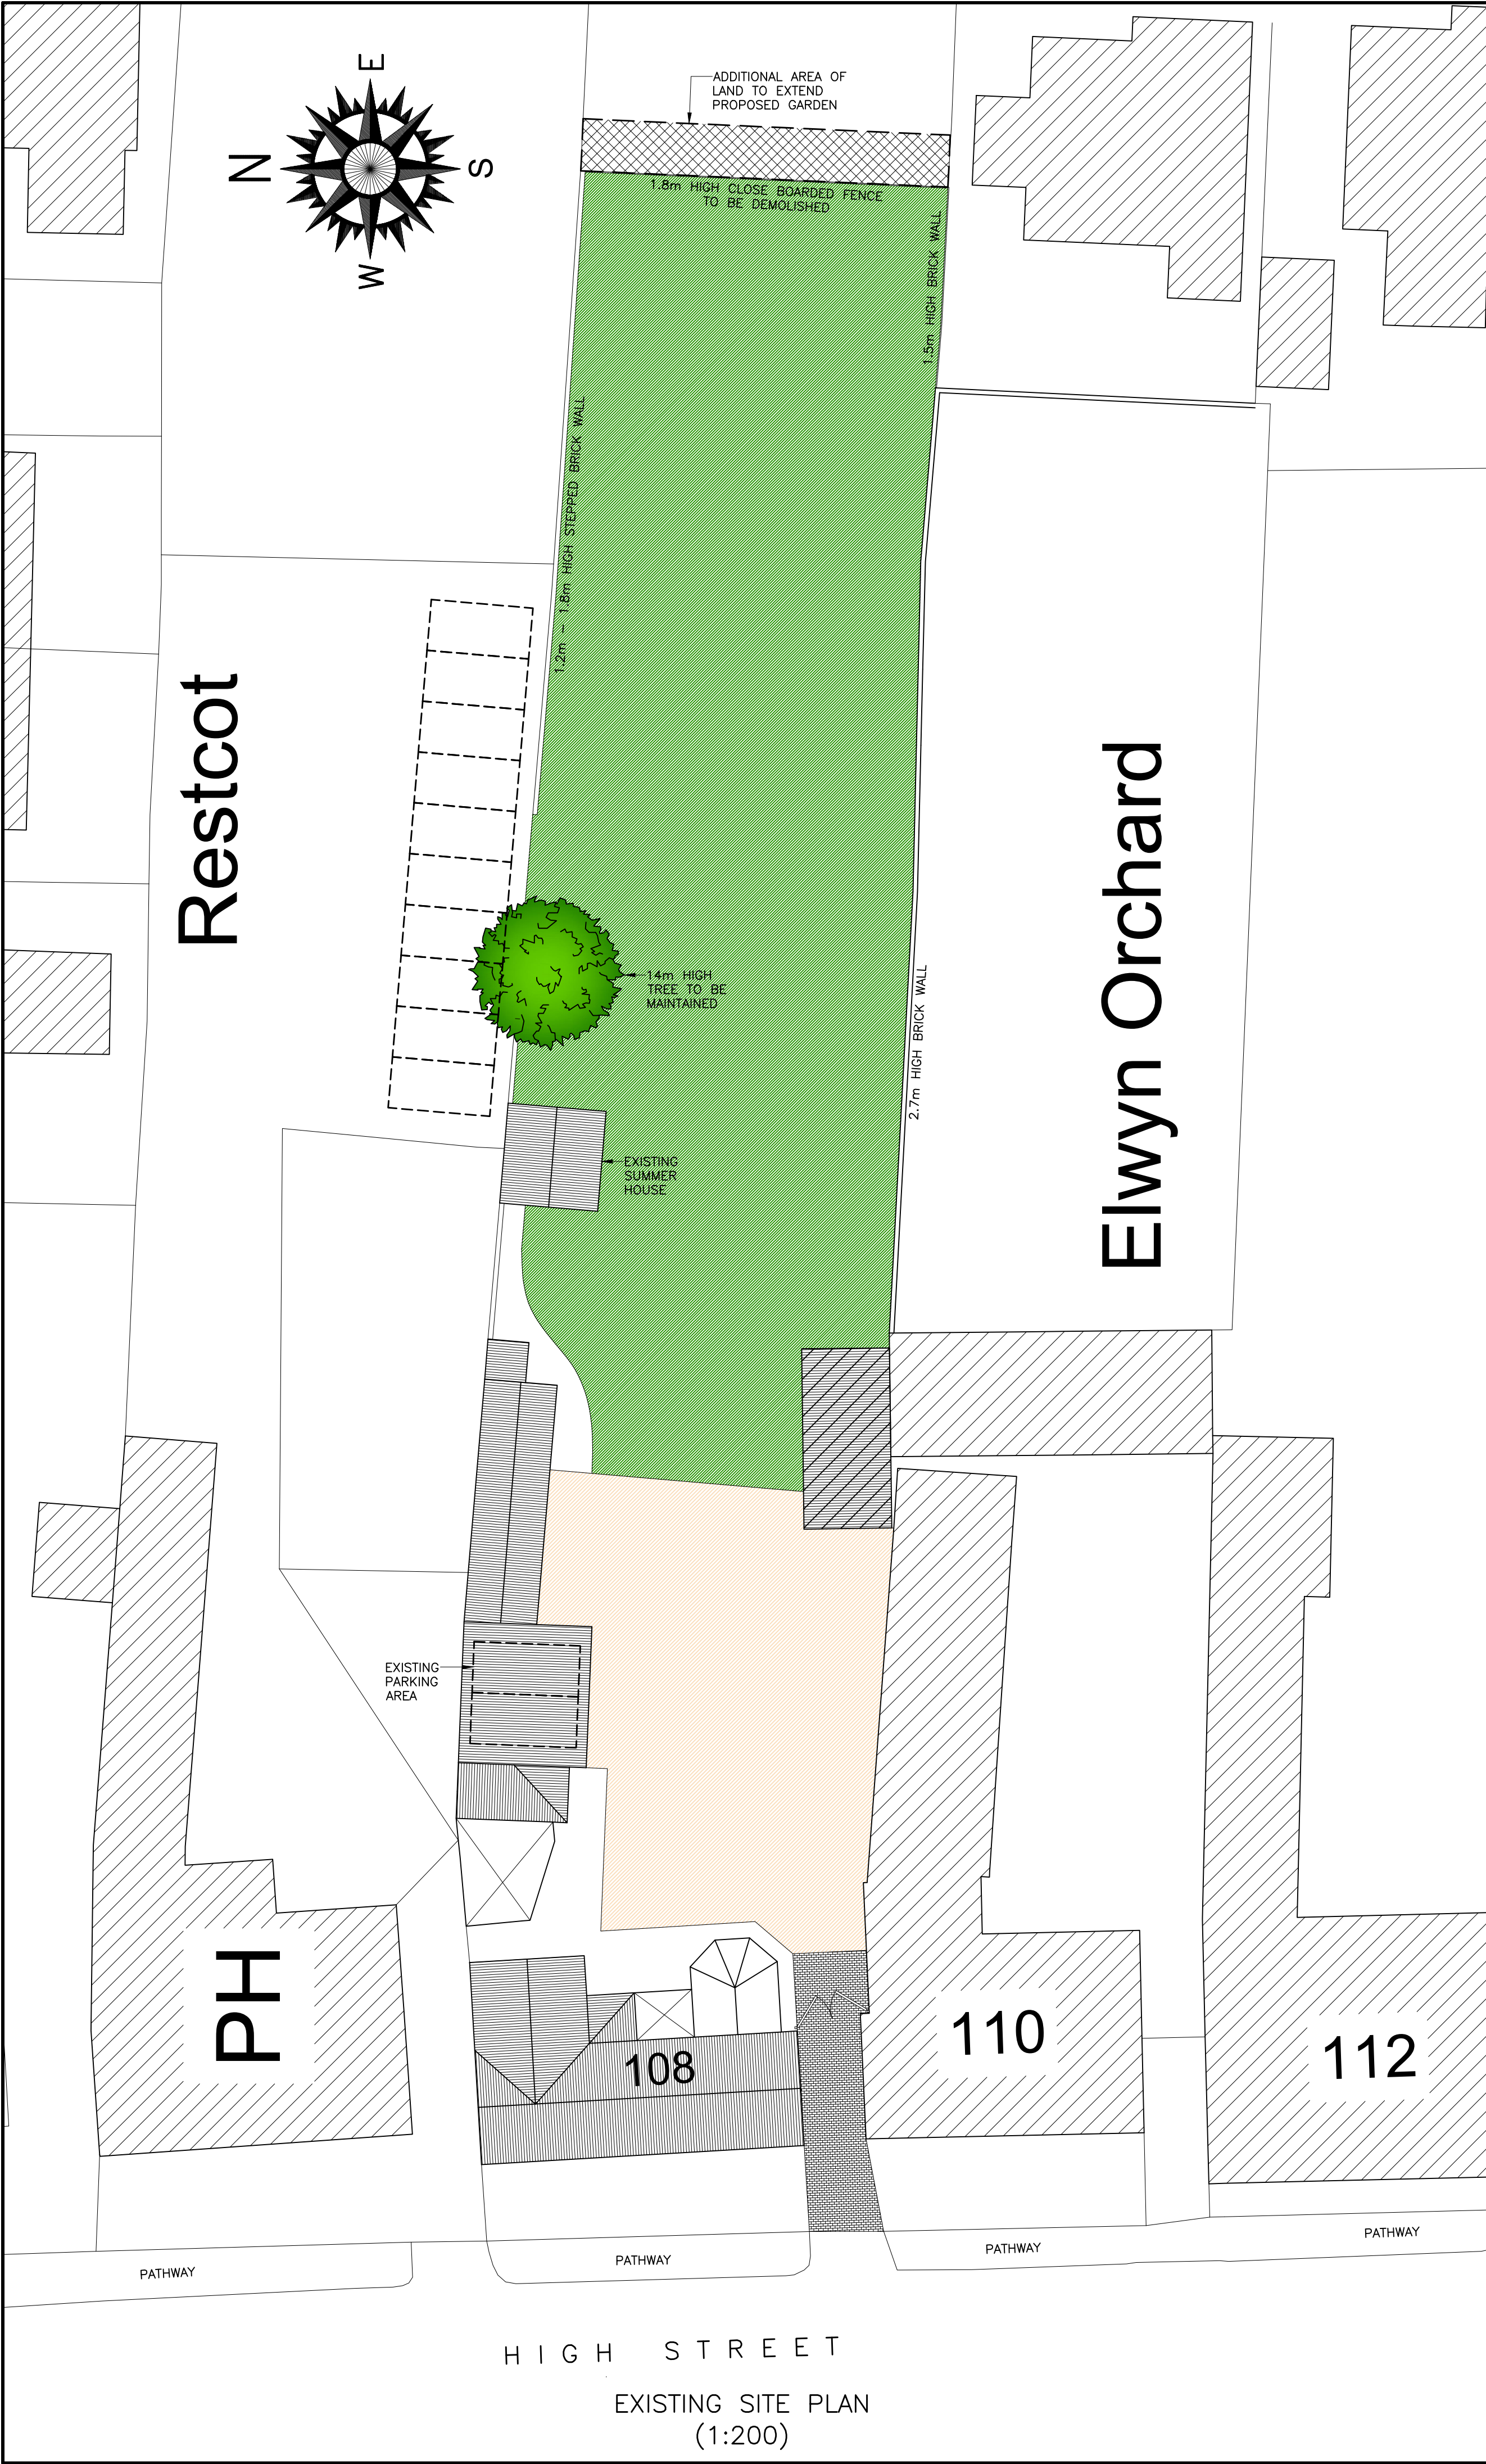 E
N
S
W
ADDITIONAL AREA OF
LAND TO EXTEND
PROPOSED GARDEN
1.8m HIGH CLOSE BOARDED FENCE
TO BE DEMOLISHED
1.5m HIGH BRICK WALL
1.2m - 1.8m HIGH STEPPED BRICK WALL
Restcot
Elwyn Orchard
14m HIGH
TREE TO BE
MAINTAINED
2.7m HIGH BRICK WALL
EXISTING
SUMMER
HOUSE
EXISTING
PARKING
AREA
PH
108
110
112
PATHWAY
PATHWAY
PATHWAY
PATHWAY
HIGH STREET
EXISTING SITE PLAN
(1:200)